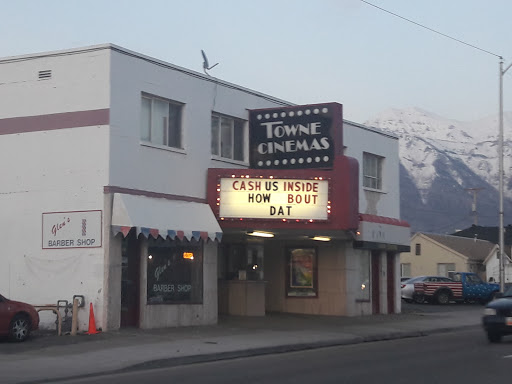 TOWNE
CINEMAS
CASH US INSIDE
HOW BOUT
DAT
Glen's
BARBER SHOP
Glen's
BARBER SHOP